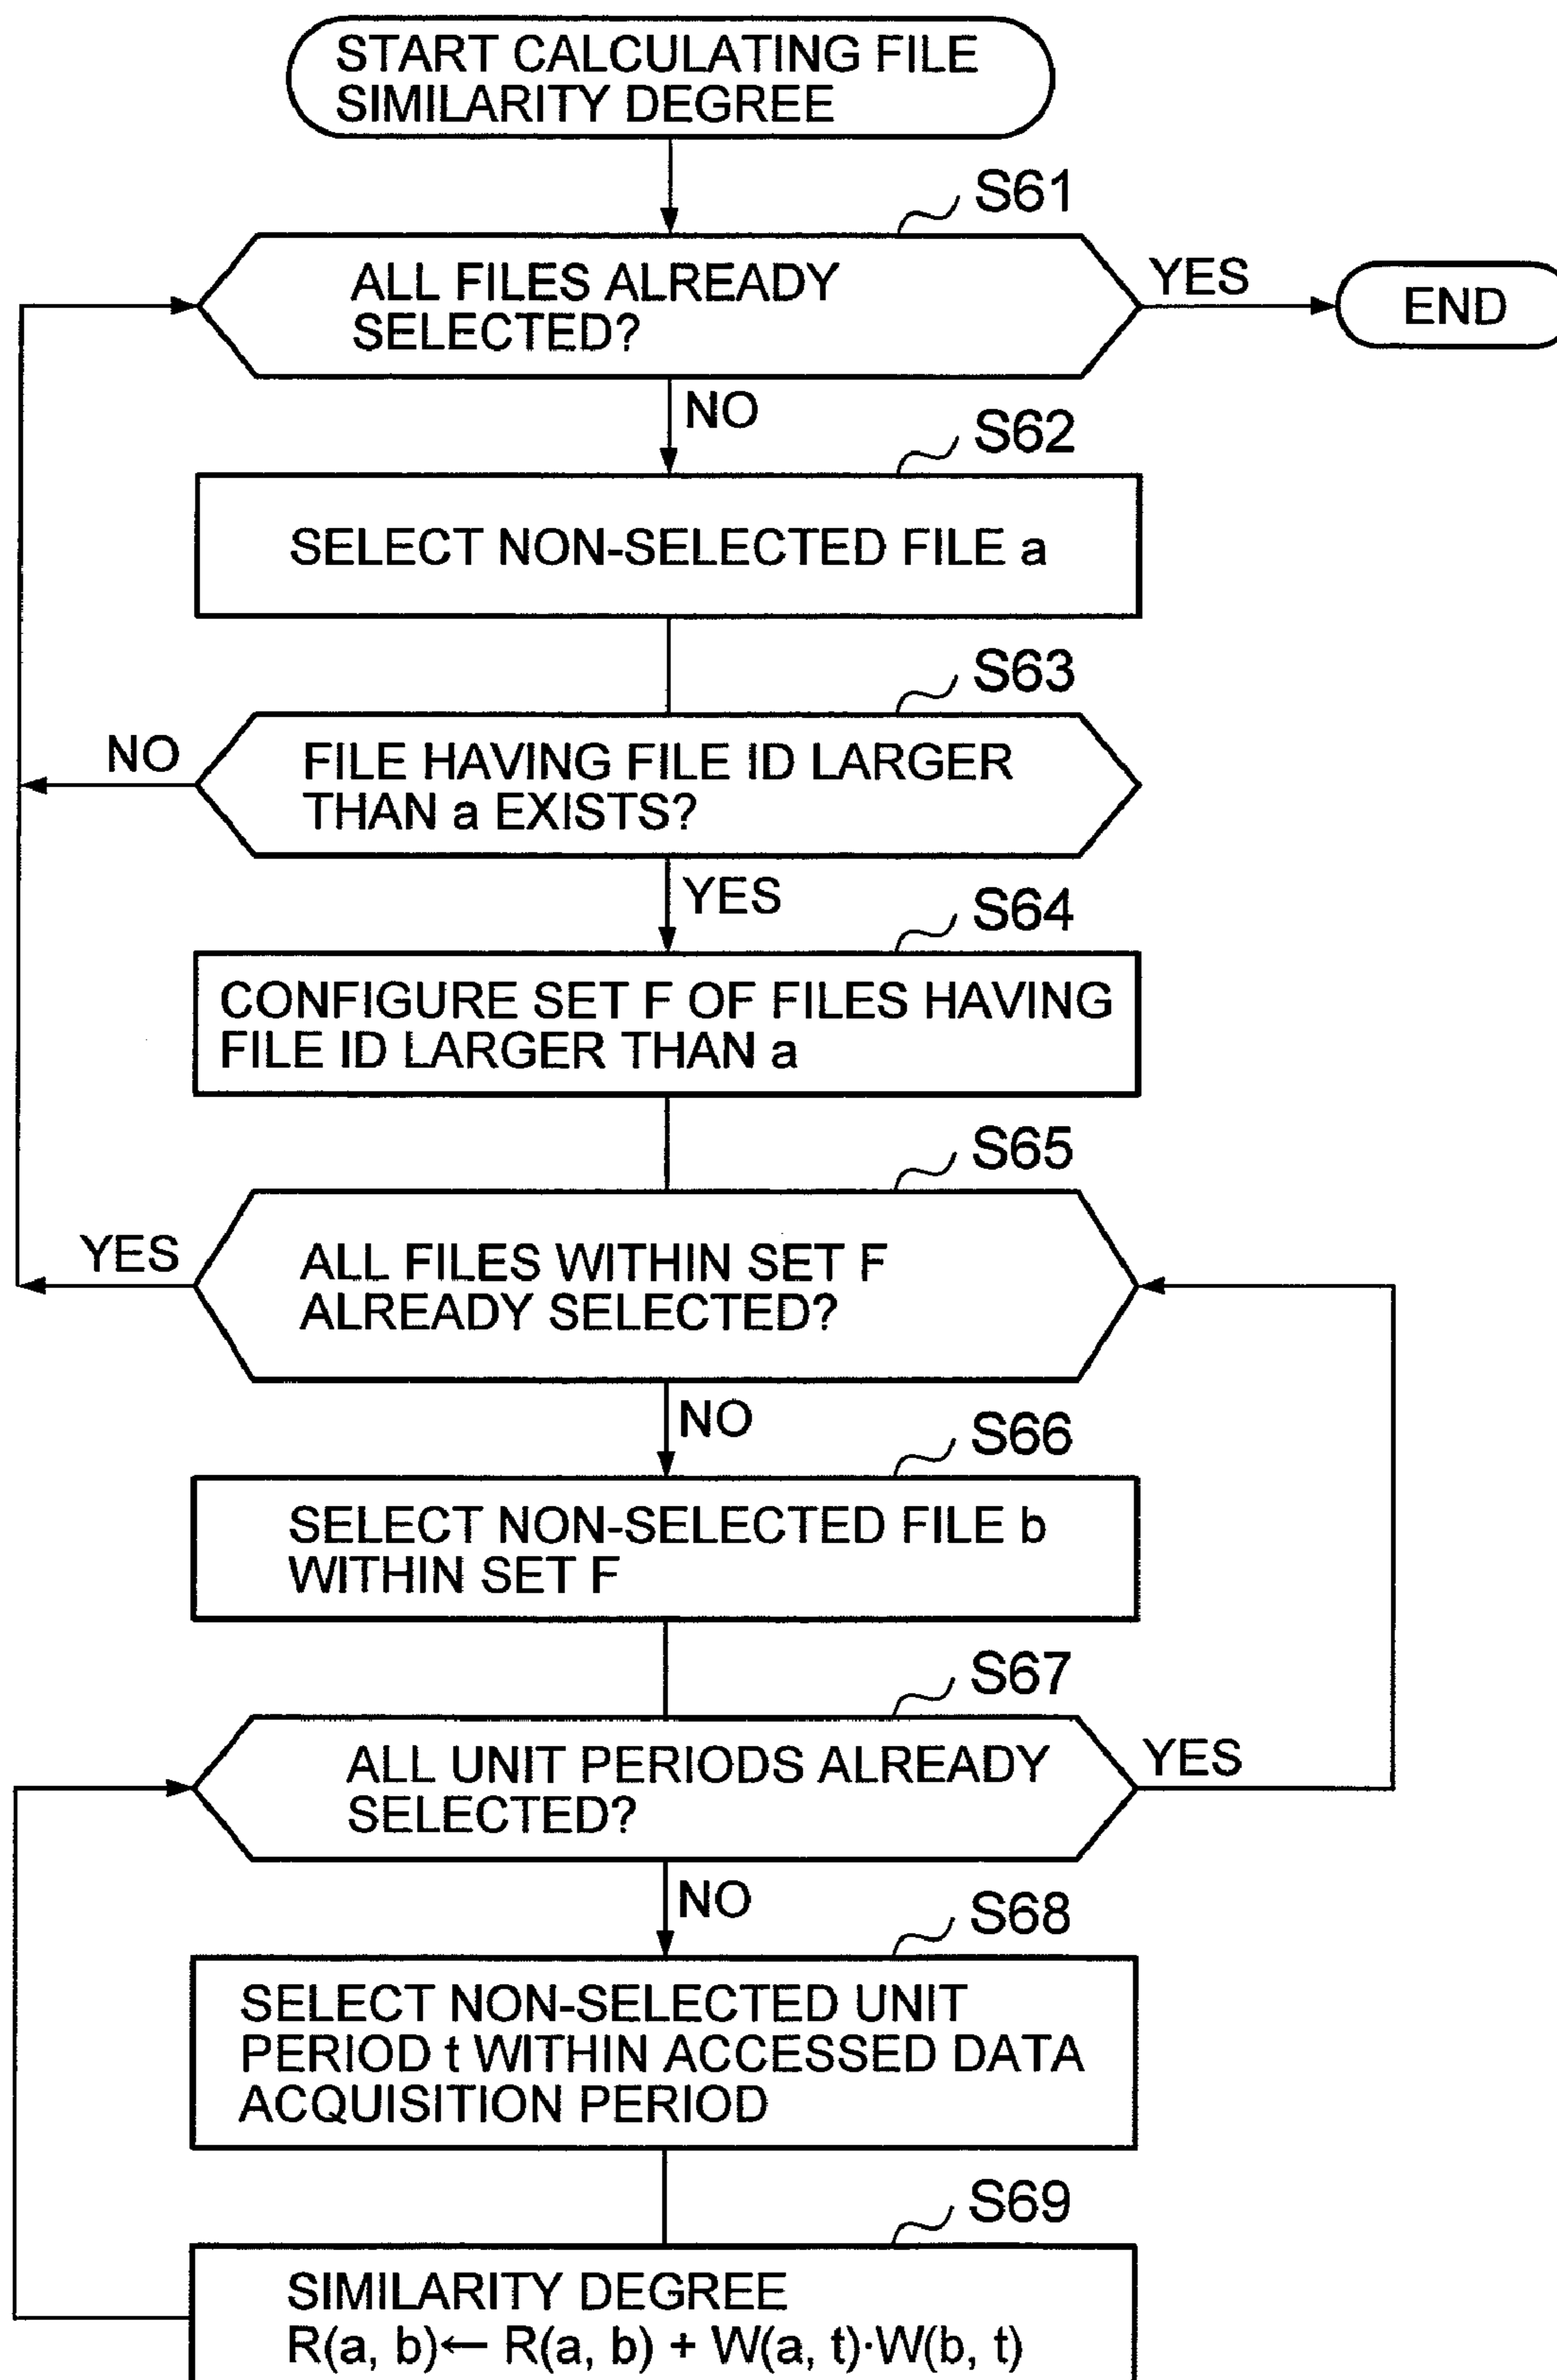 START CALCULATING FILE
SIMILARITY DEGREE
S61
ALL FILES ALREADY
SELECTED?
YES
END
NO
S62
SELECT NON-SELECTED FILE a
S63
NO
FILE HAVING FILE ID LARGER
THAN a EXISTS?
YES
S64
CONFIGURE SET F OF FILES HAVING
FILE ID LARGER THAN a
S65
YES
ALL FILES WITHIN SET F
ALREADY SELECTED?
NO
S66
SELECT NON-SELECTED FILE b
WITHIN SET F
S67
ALL UNIT PERIODS ALREADY
SELECTED?
YES
NO
S68
SELECT NON-SELECTED UNIT
PERIOD t WITHIN ACCESSED DATA
ACQUISITION PERIOD
S69
SIMILARITY DEGREE
R(a, b)← R(a, b) + W(a, t)·W(b, t)